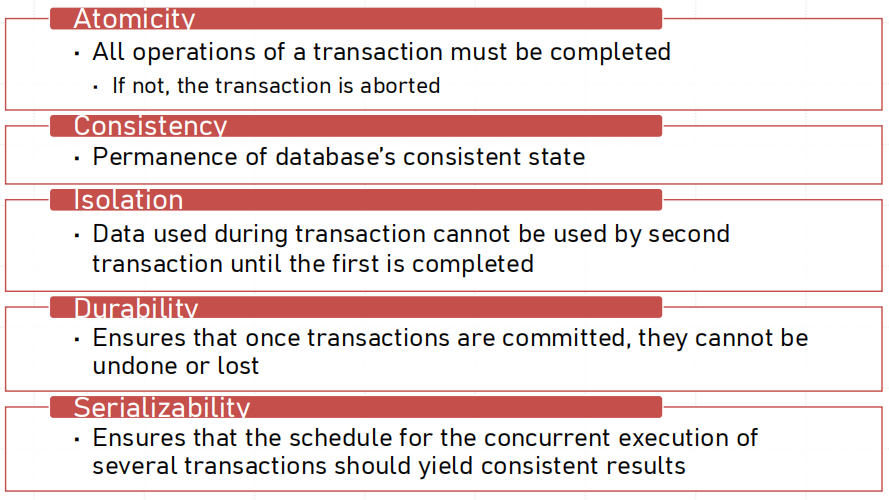 Atomicity
▪ All operations of a transaction must be completed
▪ If not, the transaction is aborted
Consistency
▪ Permanence of database’s consistent state
Isolation
▪ Data used during transaction cannot be used by second
transaction until the first is completed
Durability
▪ Ensures that once transactions are committed, they cannot be
undone or lost
Serializability
▪ Ensures that the schedule for the concurrent execution of
several transactions should yield consistent results